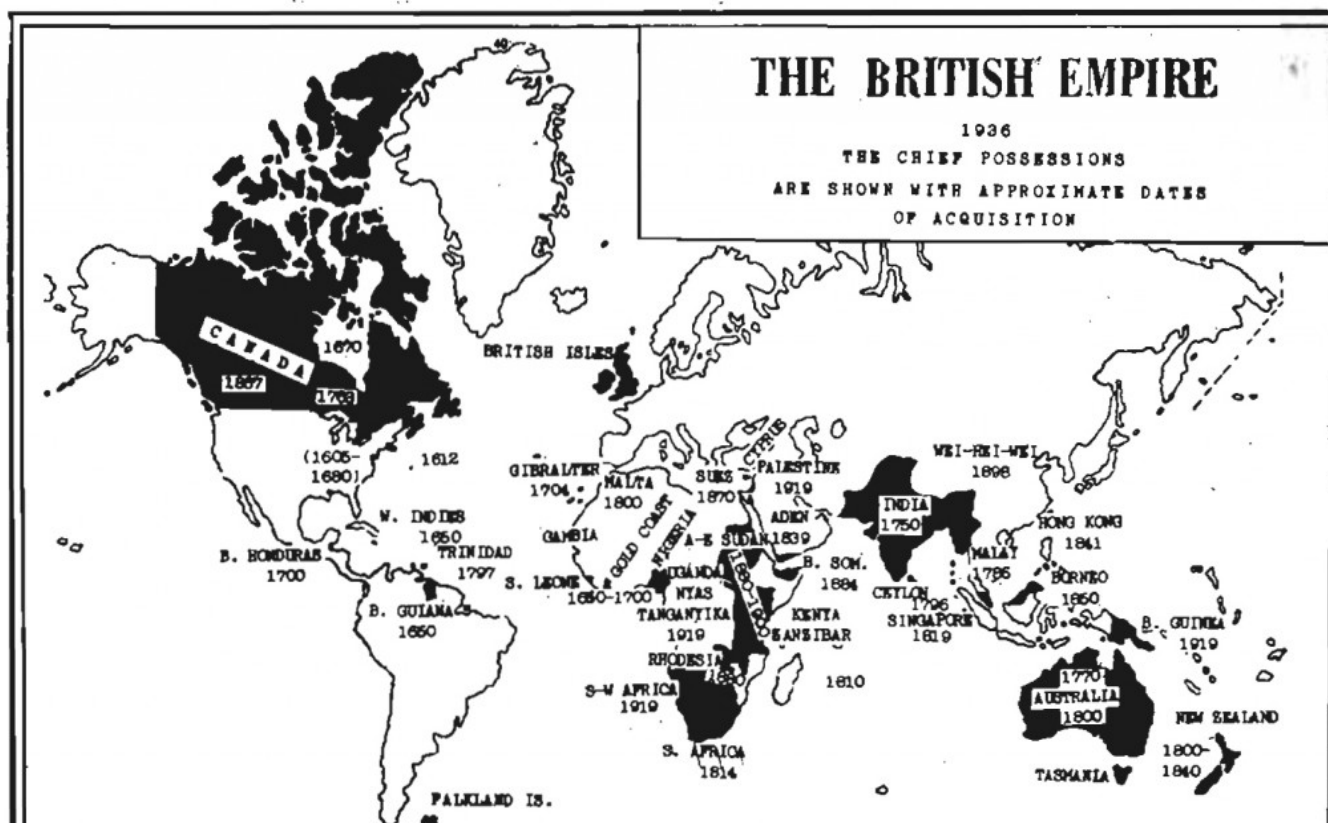 THE BRITISH EMPIRE
1936
THE CHIEF POSSESSIONS
ARE SHOWN WITH APPROXIMATE DATES
OF ACQUISITION
CANADA
1670
1867
1763
(1605-
1680)
1612
BRITISH ISLES
GIBRALTER
1704
MALTA
1800
SUEZ
1870
CYPRUS
PALESTINE
1919
WEI-HEI-WEI
1898
W. INDIES
1650
B. HONDURAS
1700
TRINIDAD
1797
B. GUIANA
1650
GAMBIA
GOLD COAST
NIGERIA
S. LEONE
1650-1700
A-E SUDAN
ADEN
1839
B. SOM.
1884
UGANDA
NYAS
TANGANYIKA
1919
KENYA
ZANZIBAR
RHODESIA
S-W AFRICA
1919
S. AFRICA
1814
1810
INDIA
1750
CEYLON
1796
MALAY
1786
SINGAPORE
1819
HONG KONG
1841
BORNEO
1850
B. GUINEA
1919
1770-
AUSTRALIA
1800
NEW ZEALAND
1800-
1840
TASMANIA
FALKLAND IS.